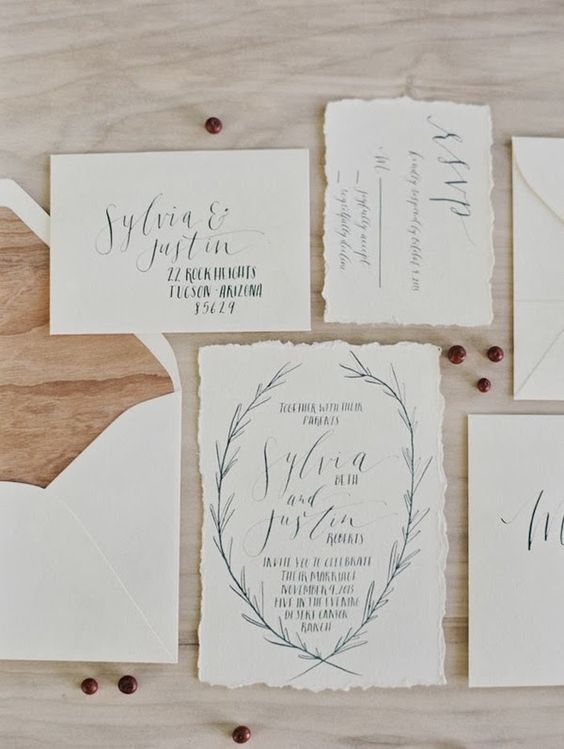 Sylvia &
Justin
22 ROCK HEIGHTS
TUCSON - ARIZONA
85629
rsvp
kindly respond by october 9, 2013
M
joyfully accept
regretfully decline
TOGETHER WITH THEIR
PARENTS
Sylvia
BETH
and
Justin
ROBERTS
INVITE YOU TO CELEBRATE
THEIR MARRIAGE
NOVEMBER 9, 2013
FIVE IN THE EVENING
DESERT CANYON
RANCH
M